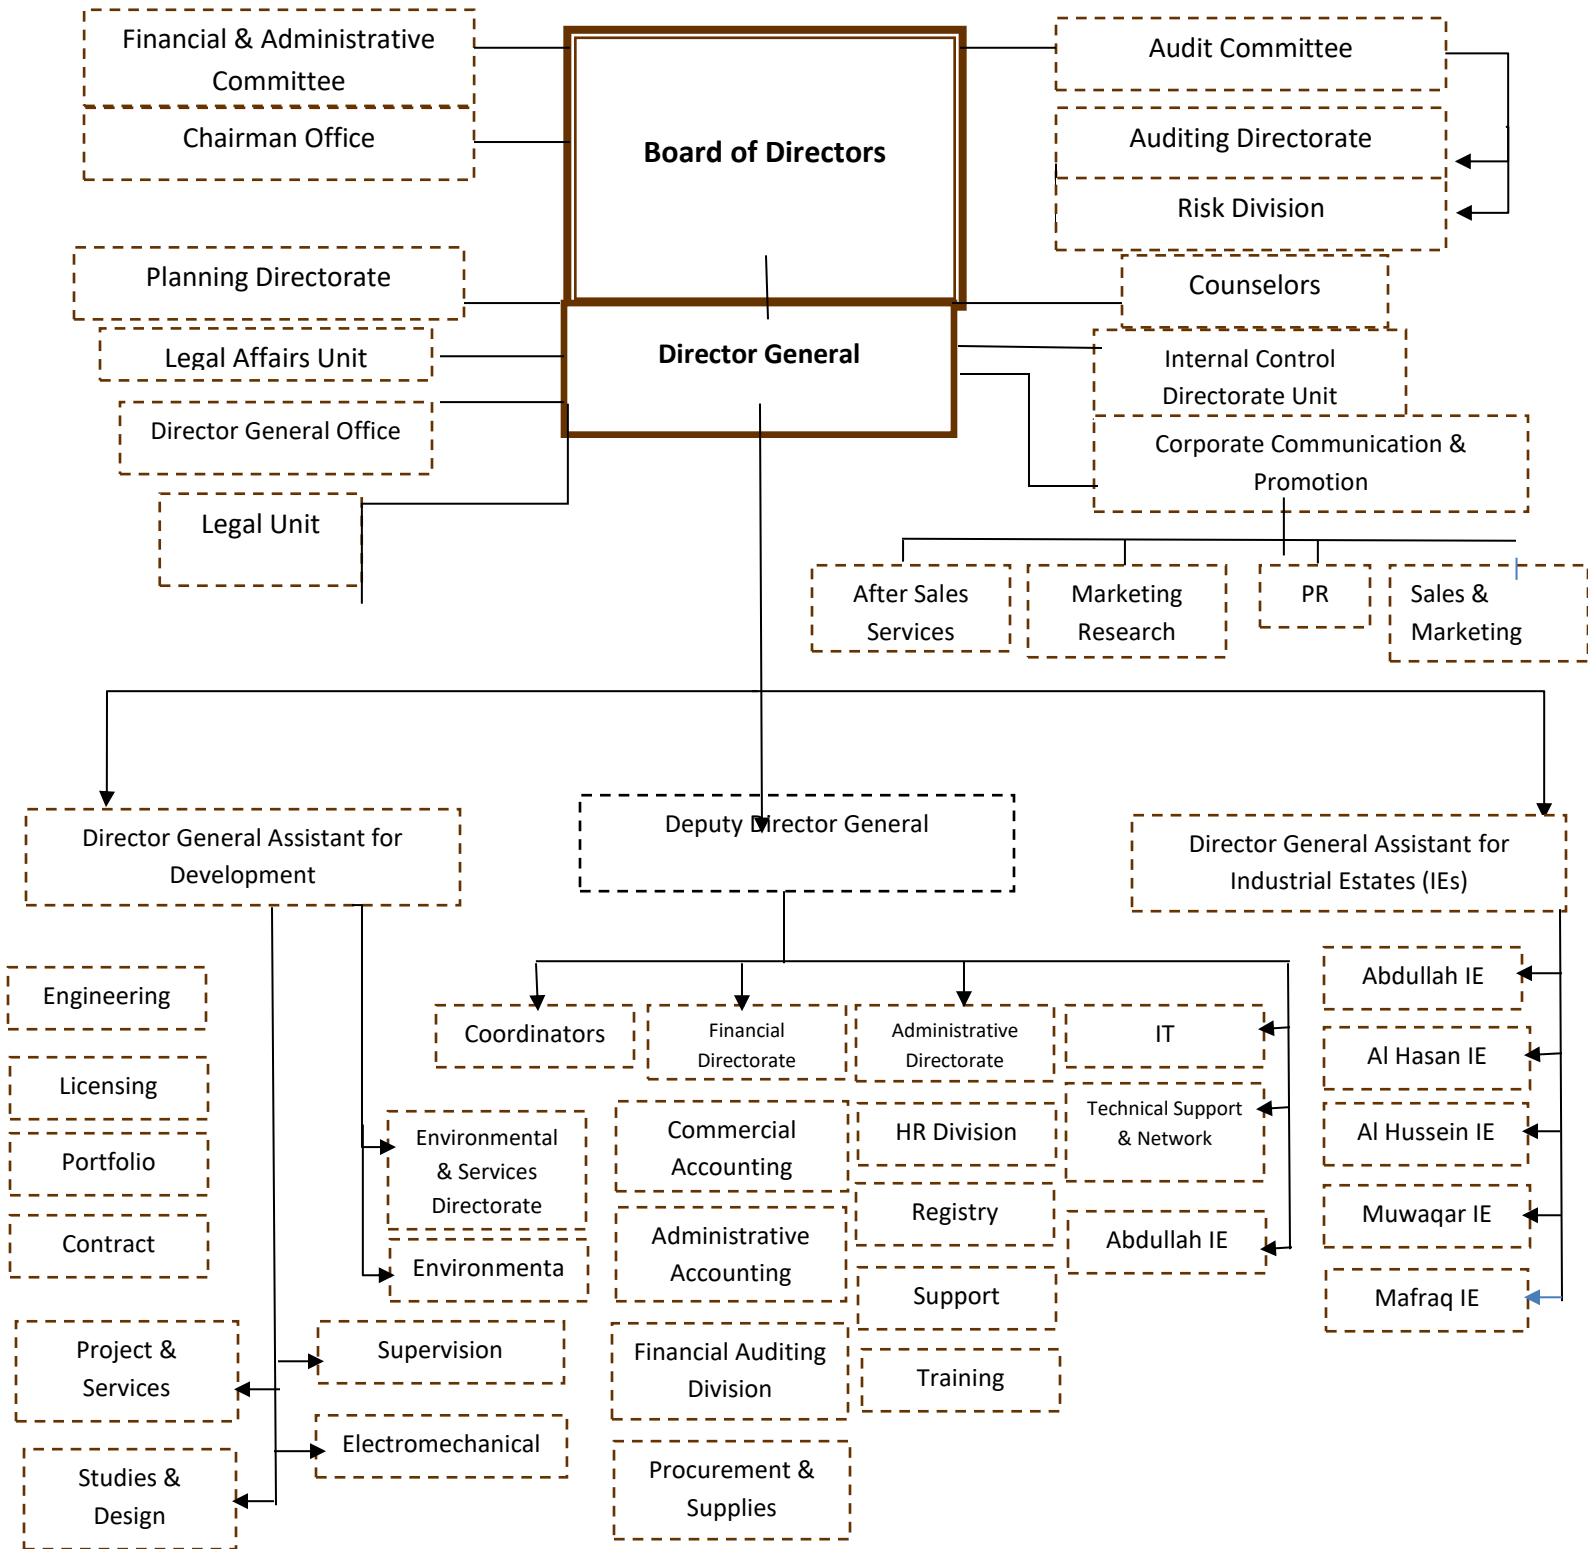 Financial & Administrative
Committee
Chairman Office
Board of Directors
Audit Committee
Auditing Directorate
Risk Division
Planning Directorate
Legal Affairs Unit
Director General Office
Legal Unit
Director General
Counselors
Internal Control
Directorate Unit
Corporate Communication &
Promotion
After Sales
Services
Marketing
Research
PR
Sales &
Marketing
Director General Assistant for
Development
Deputy Director General
Director General Assistant for
Industrial Estates (IEs)
Engineering
Licensing
Portfolio
Contract
Environmental
& Services
Directorate
Environmenta
Project &
Services
Supervision
Electromechanical
Studies &
Design
Coordinators
Financial
Directorate
Commercial
Accounting
Administrative
Accounting
Financial Auditing
Division
Procurement &
Supplies
Administrative
Directorate
HR Division
Registry
Support
Training
IT
Technical Support
& Network
Abdullah IE
Abdullah IE
Al Hasan IE
Al Hussein IE
Muwaqar IE
Mafraq IE